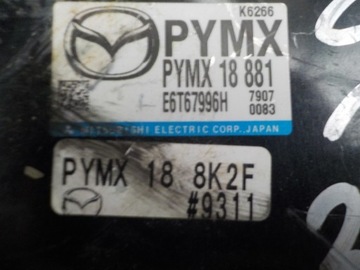 K6266
PYMX
PYMX 18 881
E6T67996H
7907
0083
MITSUBISHI ELECTRIC CORP. JAPAN
PYMX 18 8K2F
#9311